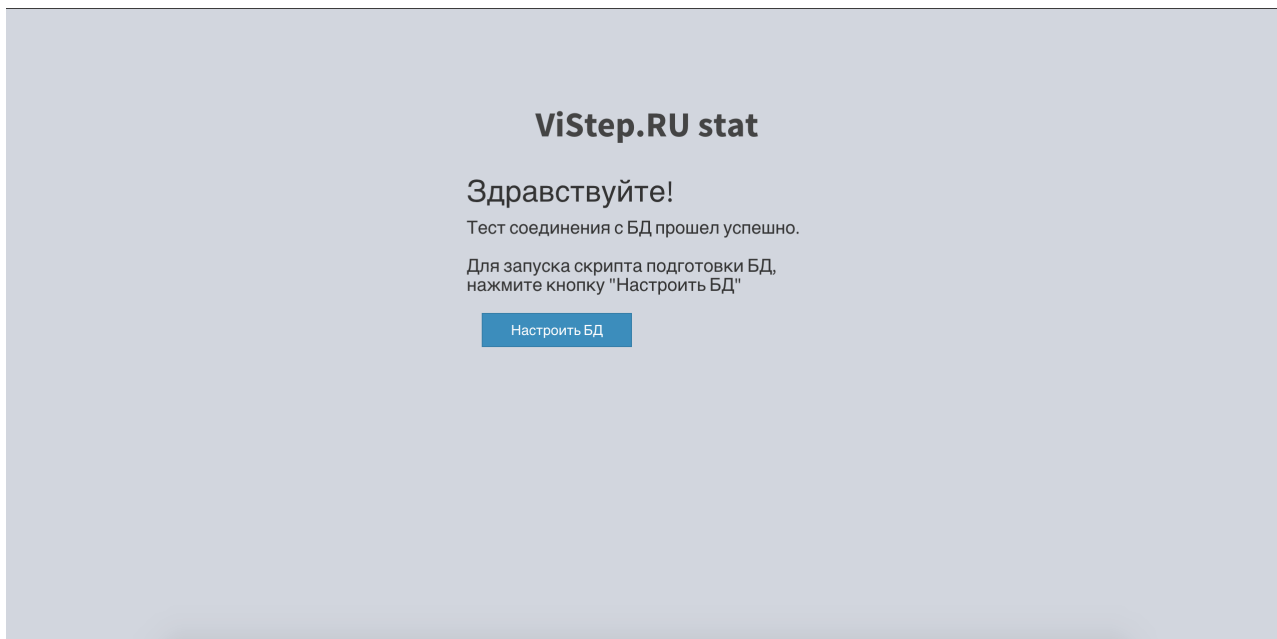 ViStep.RU stat
Здравствуйте!
Тест соединения с БД прошел успешно.
Для запуска скрипта подготовки БД,
нажмите кнопку "Настроить БД"
Настроить БД